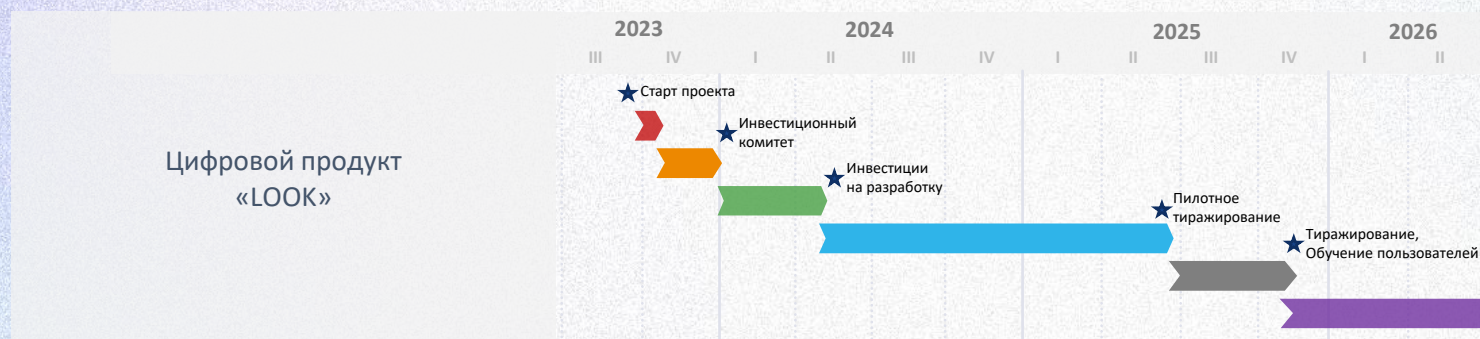 2023 2024 2025 2026
III IV I II III IV I II III IV I II
Старт проекта
Инвестиционный
комитет
Цифровой продукт
«LOOK»
Инвестиции
на разработку
Пилотное
тиражирование
Тиражирование,
Обучение пользователей